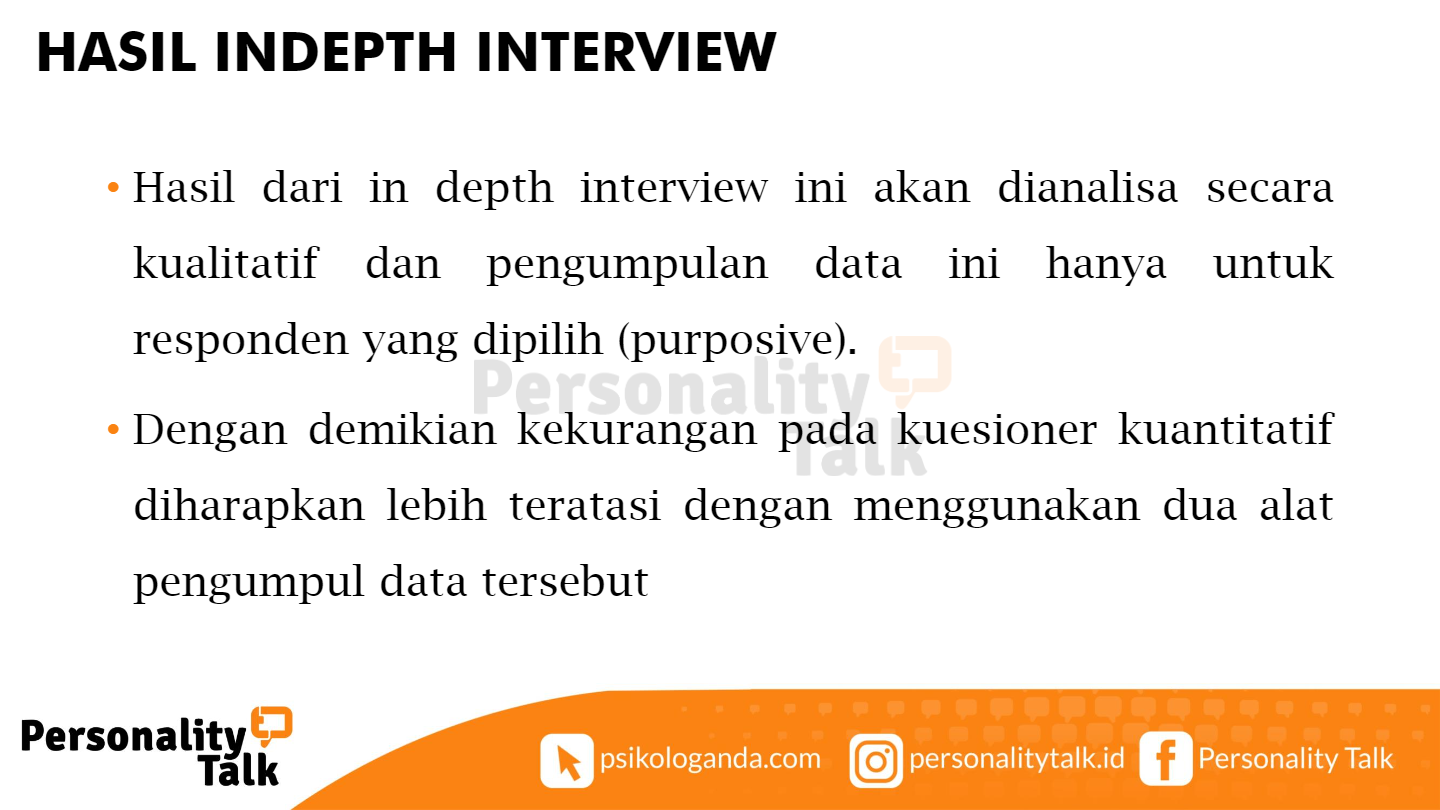 HASIL INDEPTH INTERVIEW
• Hasil dari in depth interview ini akan dianalisa secara
kualitatif dan pengumpulan data ini hanya untuk
responden yang dipilih (purposive).
Personality
Talk
• Dengan demikian kekurangan pada kuesioner kuantitatif
diharapkan lebih teratasi dengan menggunakan dua alat
pengumpul data tersebut
Personality
Talk
psikologanda.com
personalitytalk.id
Personality Talk